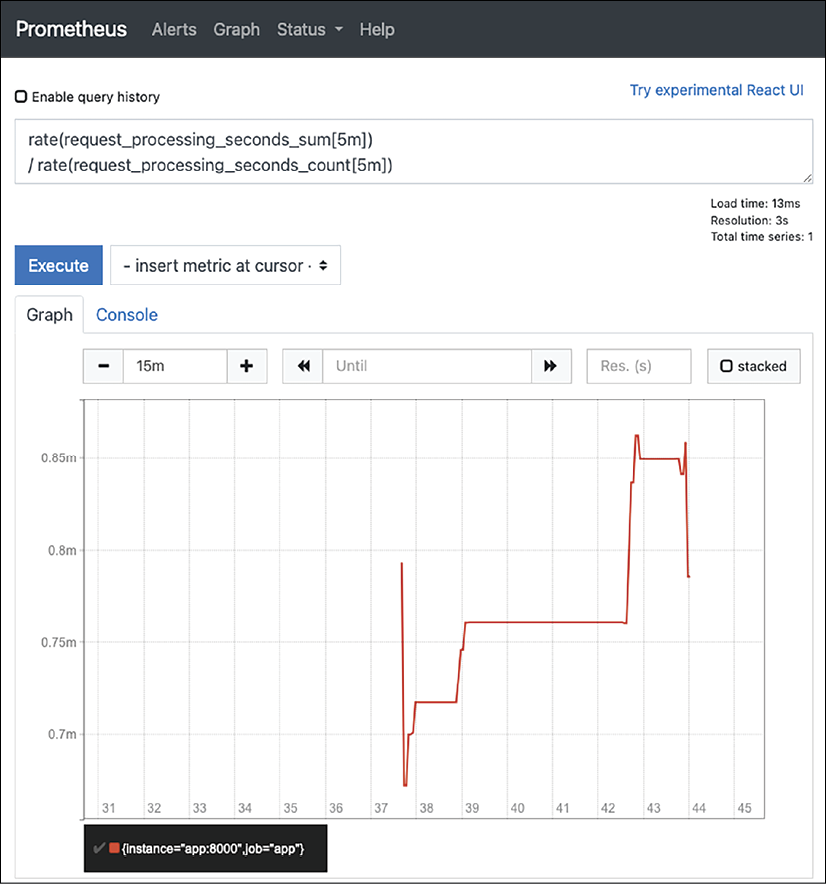 Prometheus Alerts Graph Status Help
Enable query history
Try experimental React UI
rate(request_processing_seconds_sum[5m])
/ rate(request_processing_seconds_count[5m])
Load time: 13ms
Resolution: 3s
Total time series: 1
Execute
- insert metric at cursor ·
Graph Console
− 15m + Until Res. (s) stacked
0.85m
0.8m
0.75m
0.7m
31 32 33 34 35 36 37 38 39 40 41 42 43 44 45
{instance="app:8000",job="app"}